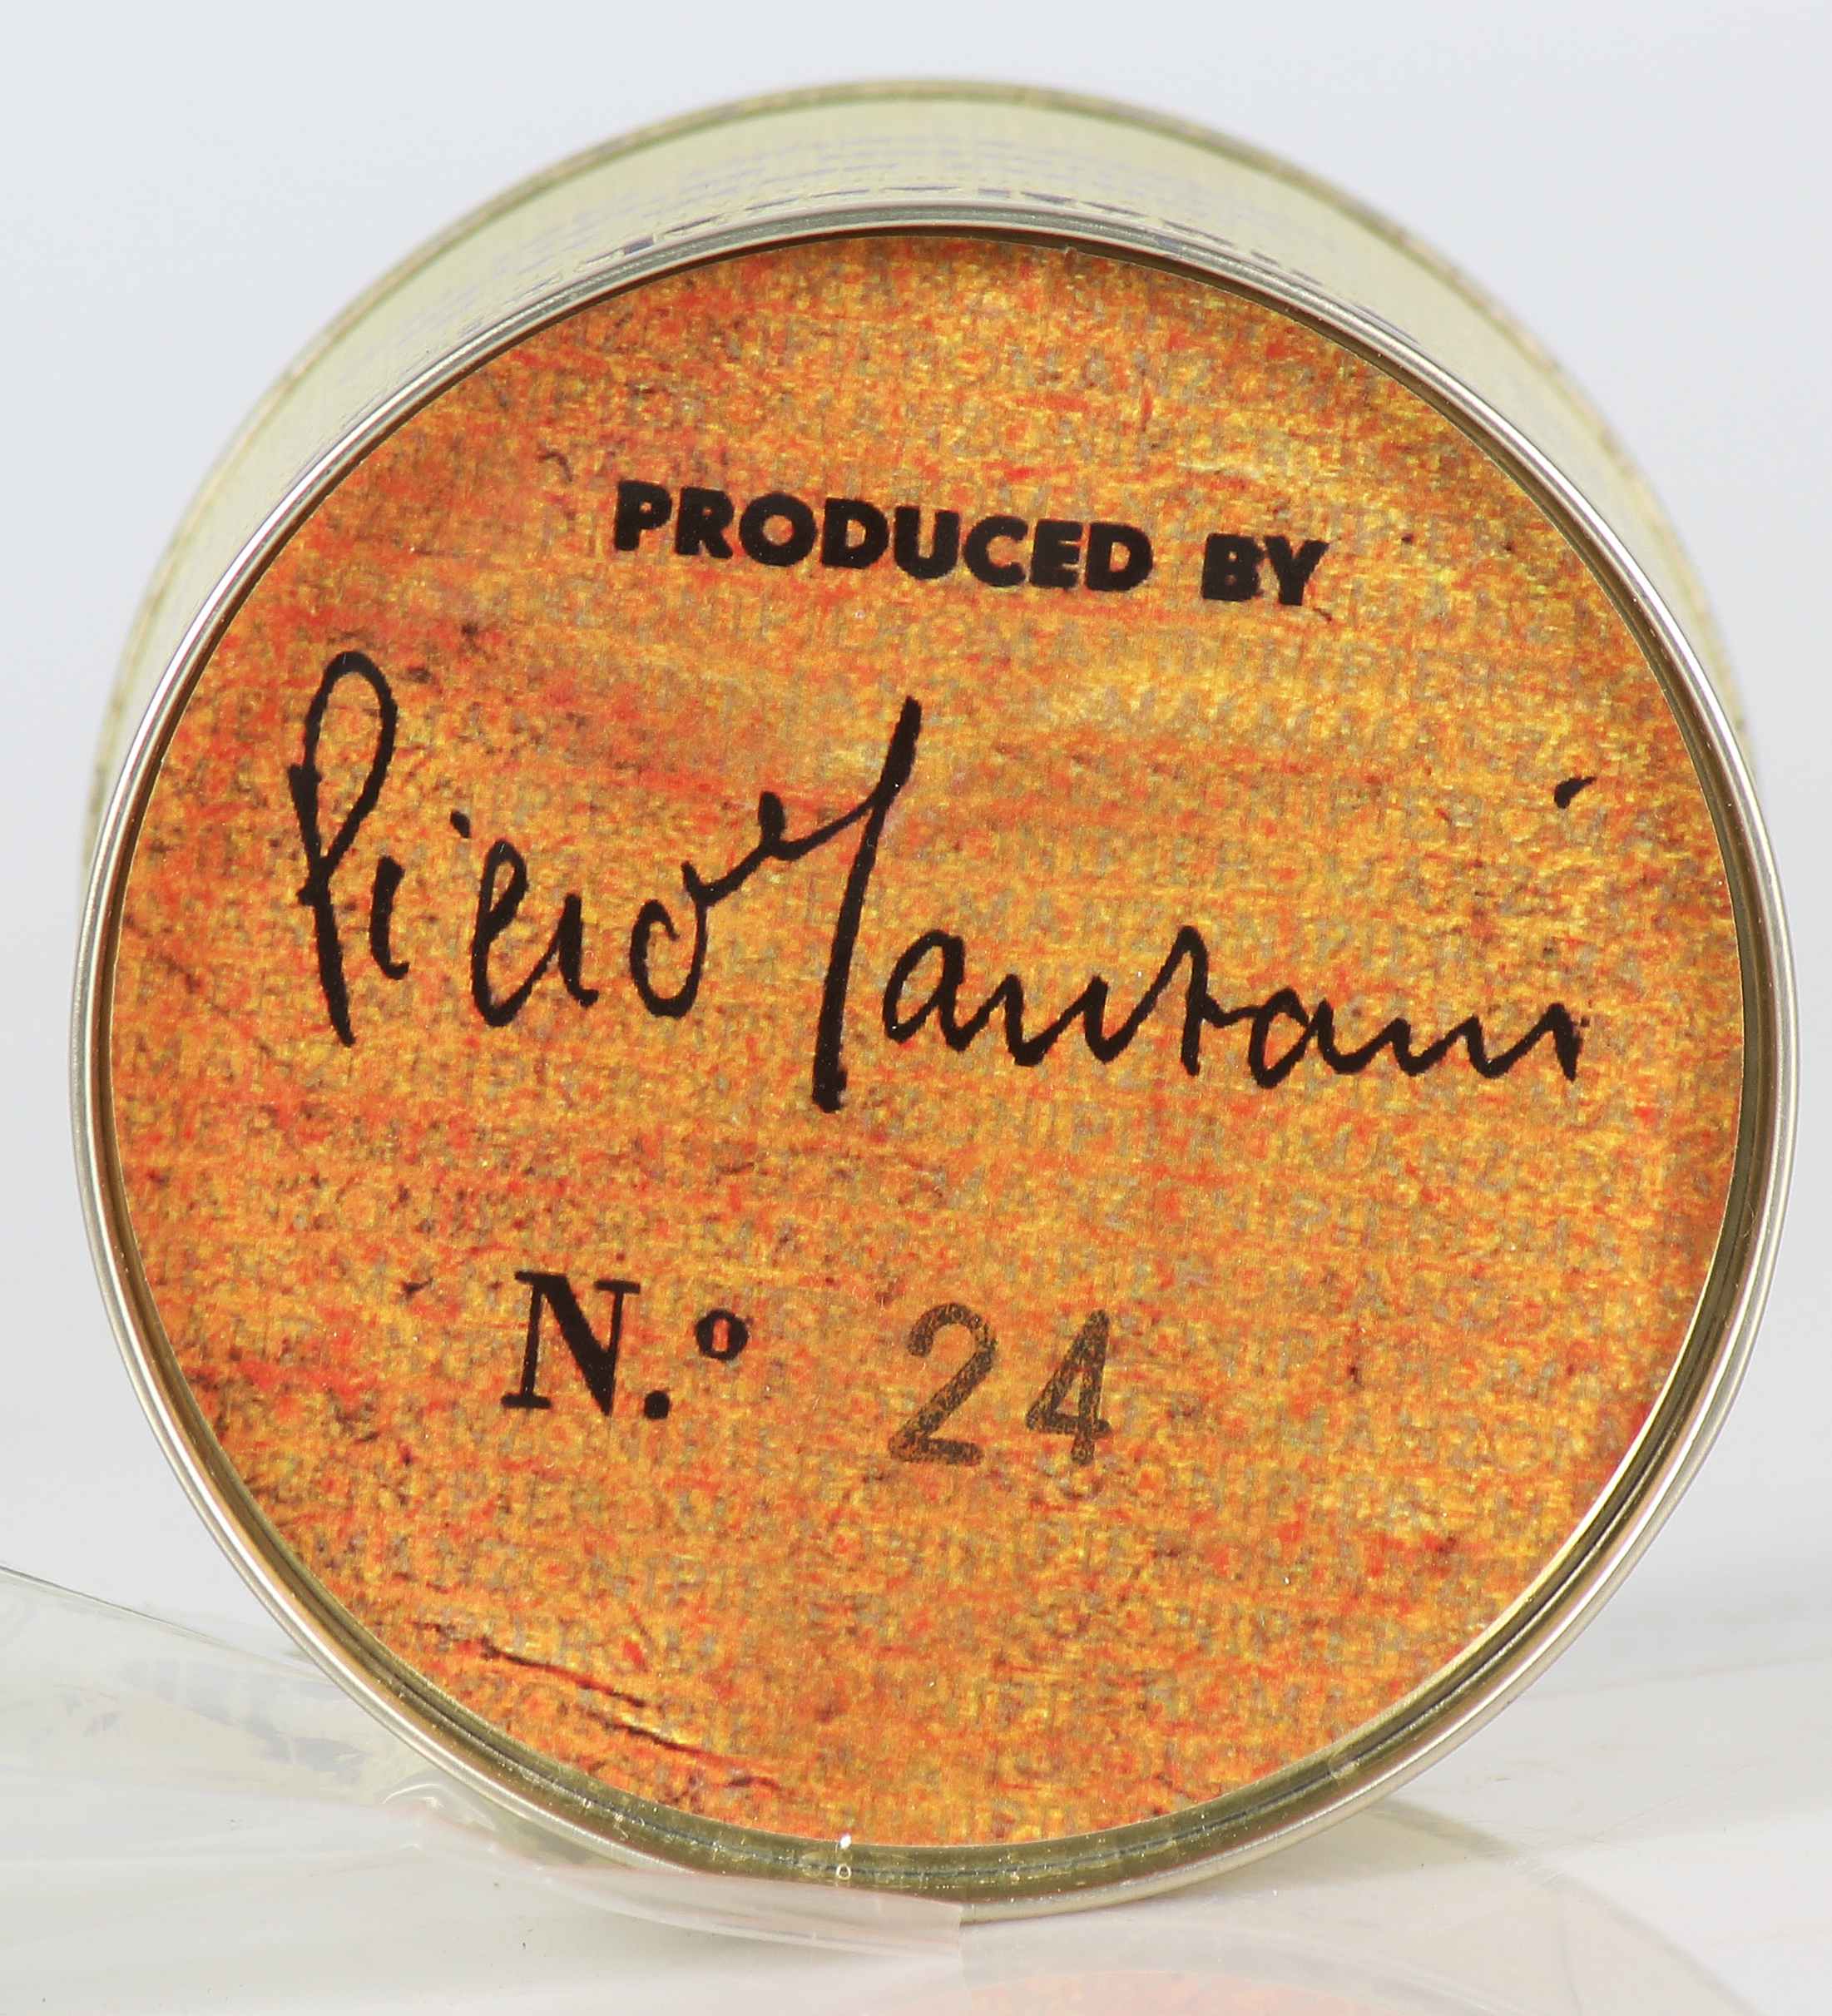 PRODUCED BY
Piero Manzoni
N.º 24